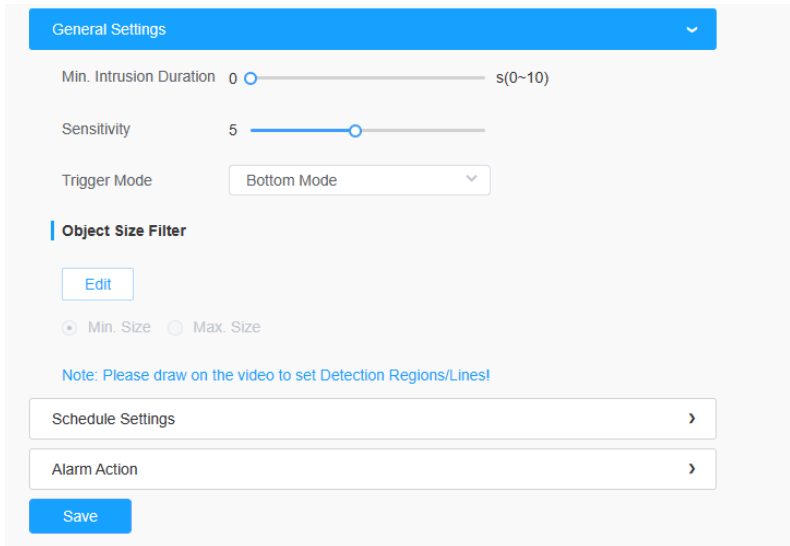 General Settings
Min. Intrusion Duration 0 s(0~10)
Sensitivity 5
Trigger Mode Bottom Mode
Object Size Filter
Edit
Min. Size Max. Size
Note: Please draw on the video to set Detection Regions/Lines!
Schedule Settings
Alarm Action
Save